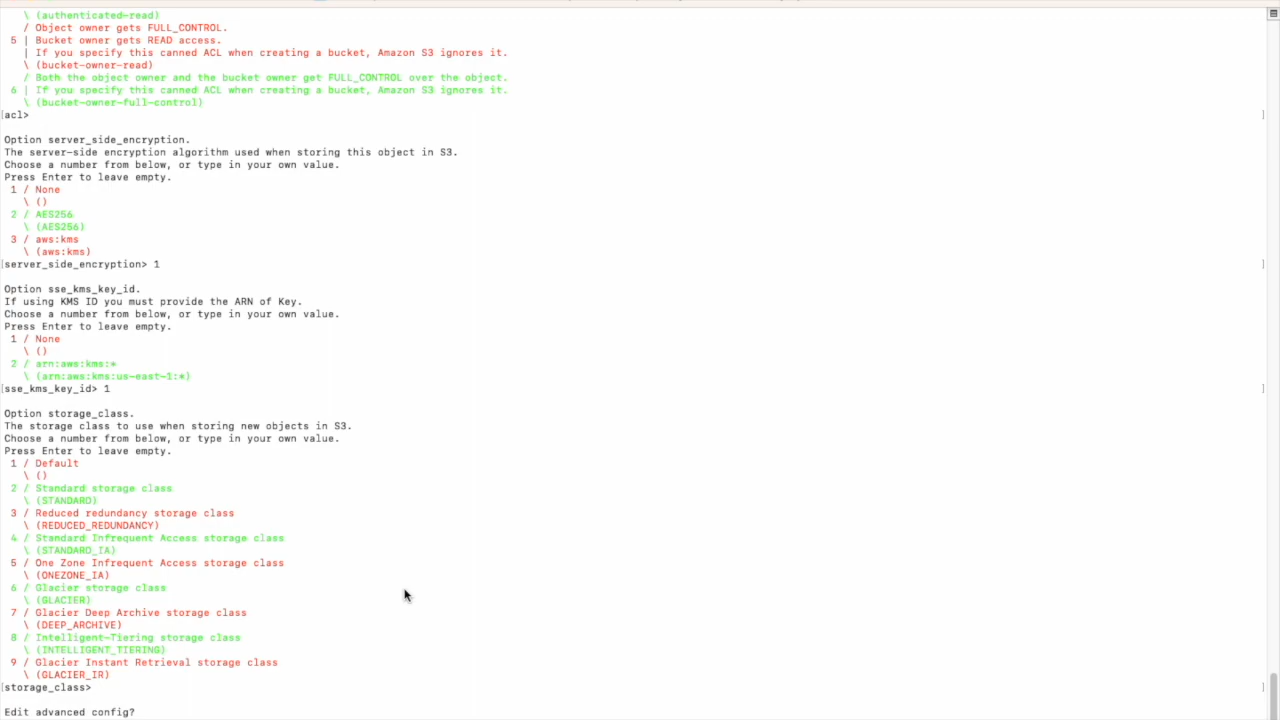 \ (authenticated-read)
/ Object owner gets FULL_CONTROL.
5 | Bucket owner gets READ access.
| If you specify this canned ACL when creating a bucket, Amazon S3 ignores it.
\ (bucket-owner-read)
/ Both the object owner and the bucket owner get FULL_CONTROL over the object.
6 | If you specify this canned ACL when creating a bucket, Amazon S3 ignores it.
\ (bucket-owner-full-control)
[acl> ]
Option server_side_encryption.
The server-side encryption algorithm used when storing this object in S3.
Choose a number from below, or type in your own value.
Press Enter to leave empty.
1 / None
\ ()
2 / AES256
\ (AES256)
3 / aws:kms
\ (aws:kms)
[server_side_encryption> 1 ]
Option sse_kms_key_id.
If using KMS ID you must provide the ARN of Key.
Choose a number from below, or type in your own value.
Press Enter to leave empty.
1 / None
\ ()
2 / arn:aws:kms:*
\ (arn:aws:kms:us-east-1:*)
[sse_kms_key_id> 1 ]
Option storage_class.
The storage class to use when storing new objects in S3.
Choose a number from below, or type in your own value.
Press Enter to leave empty.
1 / Default
\ ()
2 / Standard storage class
\ (STANDARD)
3 / Reduced redundancy storage class
\ (REDUCED_REDUNDANCY)
4 / Standard Infrequent Access storage class
\ (STANDARD_IA)
5 / One Zone Infrequent Access storage class
\ (ONEZONE_IA)
6 / Glacier storage class
\ (GLACIER)
7 / Glacier Deep Archive storage class
\ (DEEP_ARCHIVE)
8 / Intelligent-Tiering storage class
\ (INTELLIGENT_TIERING)
9 / Glacier Instant Retrieval storage class
\ (GLACIER_IR)
[storage_class> ]
Edit advanced config?